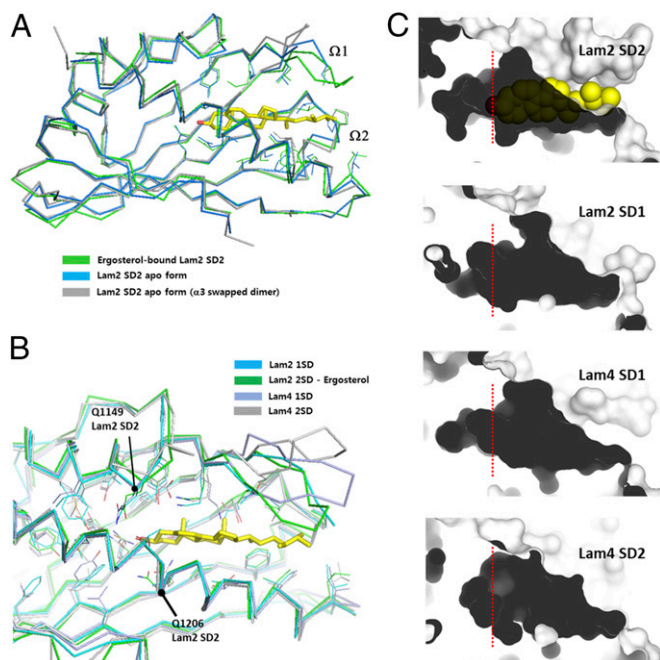 A
Ω1
Ω2
Ergosterol-bound Lam2 SD2
Lam2 SD2 apo form
Lam2 SD2 apo form (α3 swapped dimer)
B
Lam2 1SD
Lam2 2SD - Ergosterol
Lam4 1SD
Lam4 2SD
Q1149
Lam2 SD2
Q1206
Lam2 SD2
C
Lam2 SD2
Lam2 SD1
Lam4 SD1
Lam4 SD2